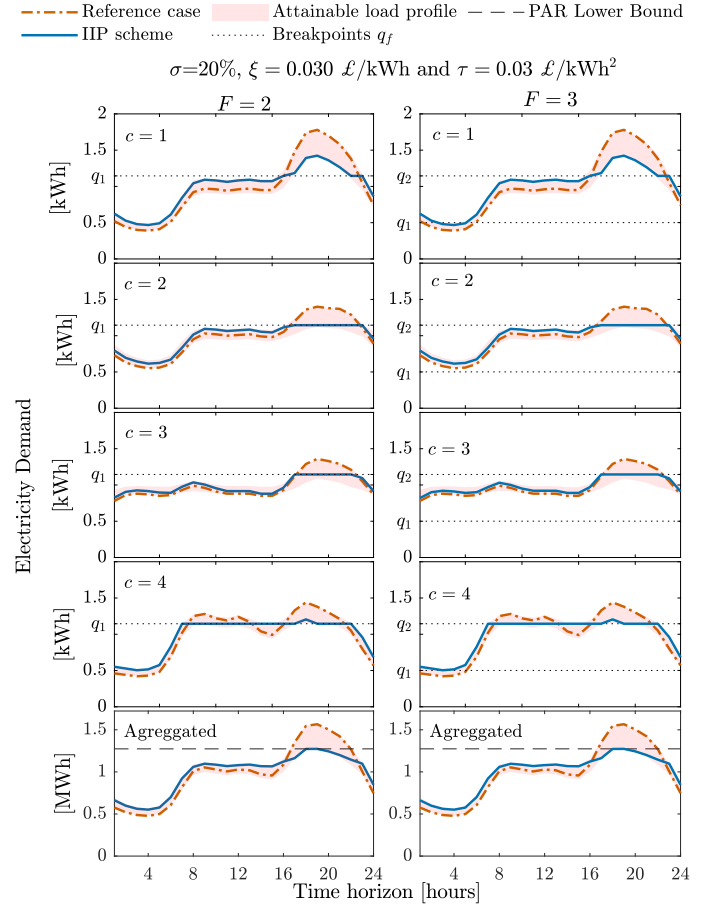 Reference case Attainable load profile PAR Lower Bound
IIP scheme Breakpoints q_f
σ=20%, ξ = 0.030 £/kWh and τ = 0.03 £/kWh²
F = 2 F = 3
Electricity Demand
[kWh]
2
1.5
q₁
0.5
0
c = 1
2
1.5
q₂
0.5
q₁
0
c = 1
[kWh]
1.5
q₁
0.5
0
c = 2
1.5
q₂
0.5
q₁
0
c = 2
[kWh]
1.5
q₁
0.5
0
c = 3
1.5
q₂
q₁
0
c = 3
[kWh]
1.5
q₁
0.5
0
c = 4
1.5
q₂
q₁
0
c = 4
[MWh]
1.5
1
0.5
0
Agreggated
1.5
1
0.5
0
Agreggated
4 8 12 16 20 24 4 8 12 16 20 24
Time horizon [hours]